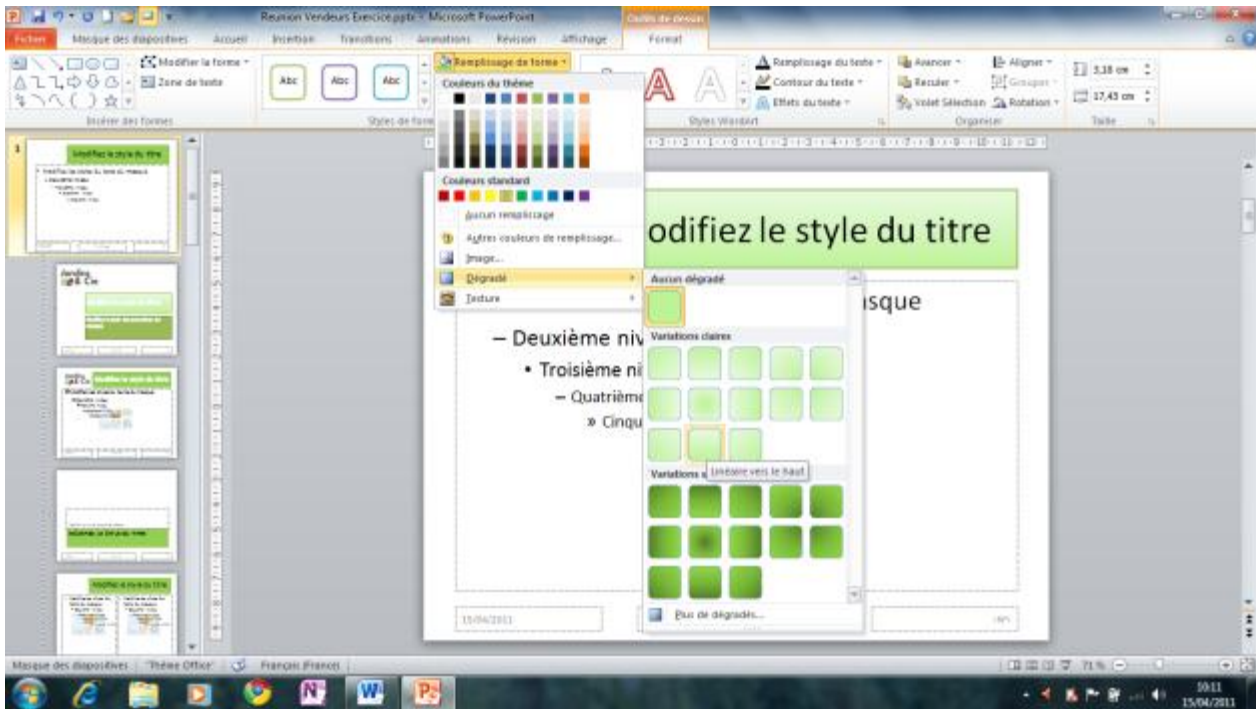 Reunion Vendeurs Exercice.pptx - Microsoft PowerPoint
Outils de dessin
Fichier Masque des diapositives Accueil Insertion Transitions Animations Révision Affichage Format
Modifier la forme
Zone de texte
Insérer des formes
Abc Abc Abc
Remplissage de forme
Remplissage du texte
Contour du texte
Effets du texte
Styles WordArt
Avancer
Reculer
Volet Sélection
Aligner
Grouper
Rotation
Organiser
3,18 cm
17,43 cm
Taille
Couleurs du thème
Couleurs standard
Aucun remplissage
Autres couleurs de remplissage...
Image...
Dégradé
Texture
Aucun dégradé
Variations claires
Linéaire vers le haut
Plus de dégradés...
1
Modifiez le style du titre
odifiez le style du titre
sque
– Deuxième niv
• Troisième ni
– Quatrième
» Cinqu
15/04/2011
Masque des diapositives "Thème Office" Français (France) 71 %
10:11
15/04/2011